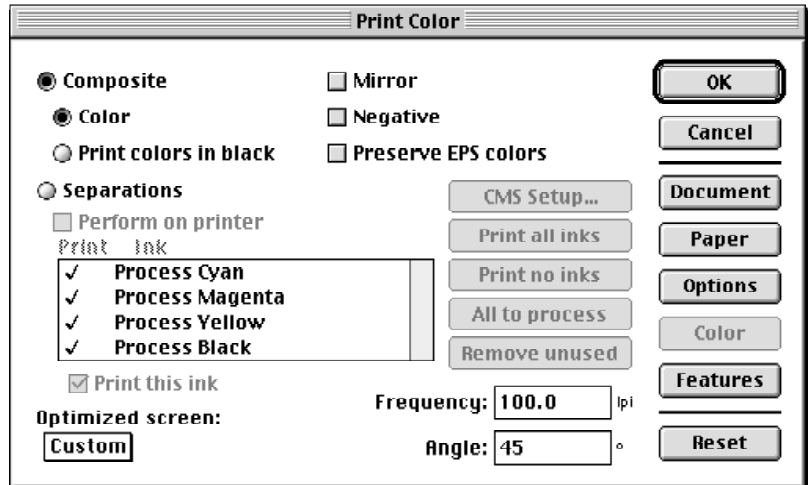 Print Color
Composite
Mirror
OK
Color
Negative
Cancel
Print colors in black
Preserve EPS colors
Separations
CMS Setup...
Document
Perform on printer
Print Ink
Print all inks
Paper
Process Cyan
Print no inks
Process Magenta
Options
Process Yellow
All to process
Process Black
Color
Remove unused
Print this ink
Features
Frequency: 100.0 lpi
Optimized screen:
Custom
Angle: 45 °
Reset